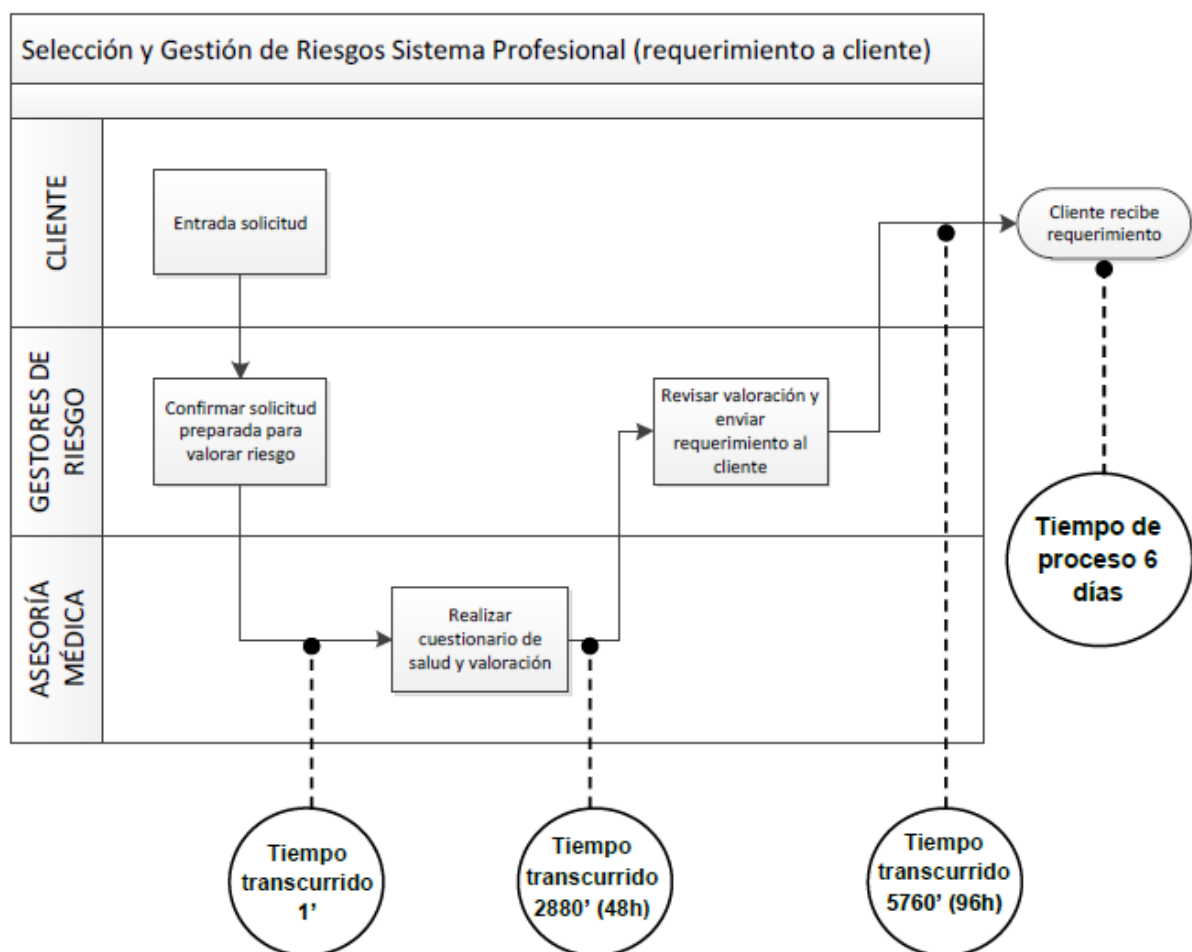 Selección y Gestión de Riesgos Sistema Profesional (requerimiento a cliente)
CLIENTE
Entrada solicitud
Cliente recibe
requerimiento
GESTORES DE
RIESGO
Confirmar solicitud
preparada para
valorar riesgo
Revisar valoración y
enviar
requerimiento al
cliente
Tiempo de
proceso 6
días
ASESORÍA
MÉDICA
Realizar
cuestionario de
salud y valoración
Tiempo
transcurrido
1’
Tiempo
transcurrido
2880’ (48h)
Tiempo
transcurrido
5760’ (96h)